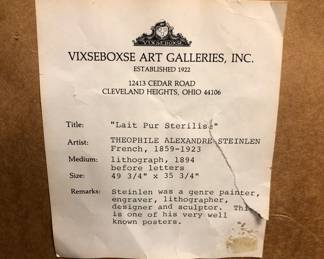 VIXSEBOXSE
VIXSEBOXSE ART GALLERIES, INC.
ESTABLISHED 1922
12413 CEDAR ROAD
CLEVELAND HEIGHTS, OHIO 44106
Title: "Lait Pur Sterilisé"
Artist: THEOPHILE ALEXANDRE STEINLEN
French, 1859-1923
Medium: lithograph, 1894
before letters
Size: 49 3/4" x 35 3/4"
Remarks: Steinlen was a genre painter,
engraver, lithographer,
designer and sculptor. This
is one of his very well
known posters.